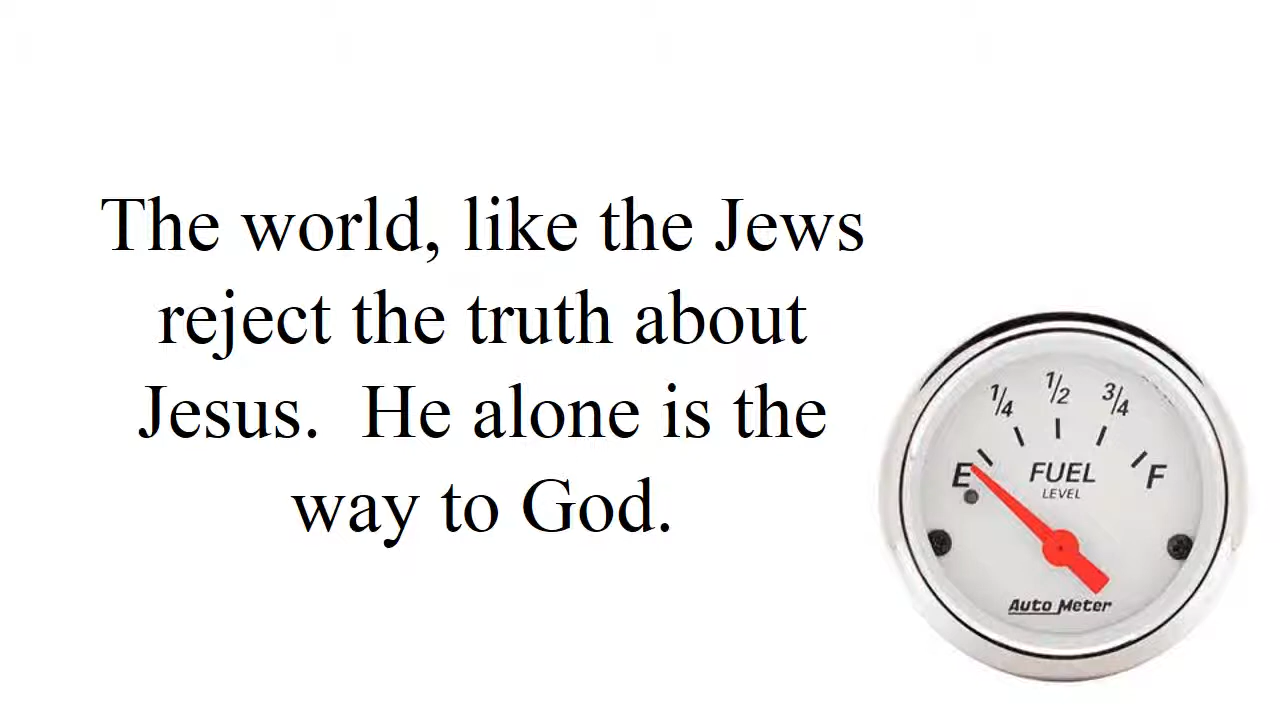 The world, like the Jews
reject the truth about
Jesus.  He alone is the
way to God.
1/4 1/2 3/4
E FUEL F
LEVEL
Auto Meter